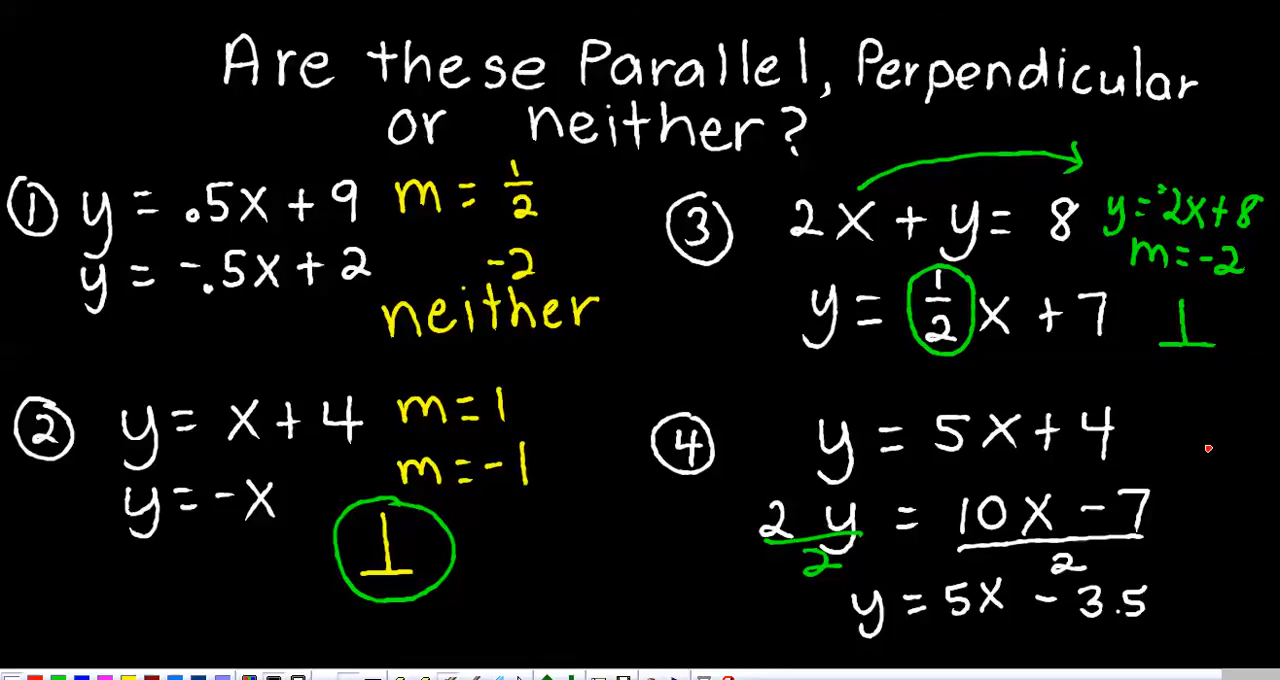 Are these Parallel, Perpendicular
or neither?
① y = .5x + 9 m = 1/2
y = -.5x + 2 -2
neither
② y = x + 4 m = 1
y = -x m = -1
⊥
③ 2x + y = 8 y = -2x + 8
m = -2
y = 1/2 x + 7 ⊥
④ y = 5x + 4
2y = 10x - 7
2 2
y = 5x - 3.5